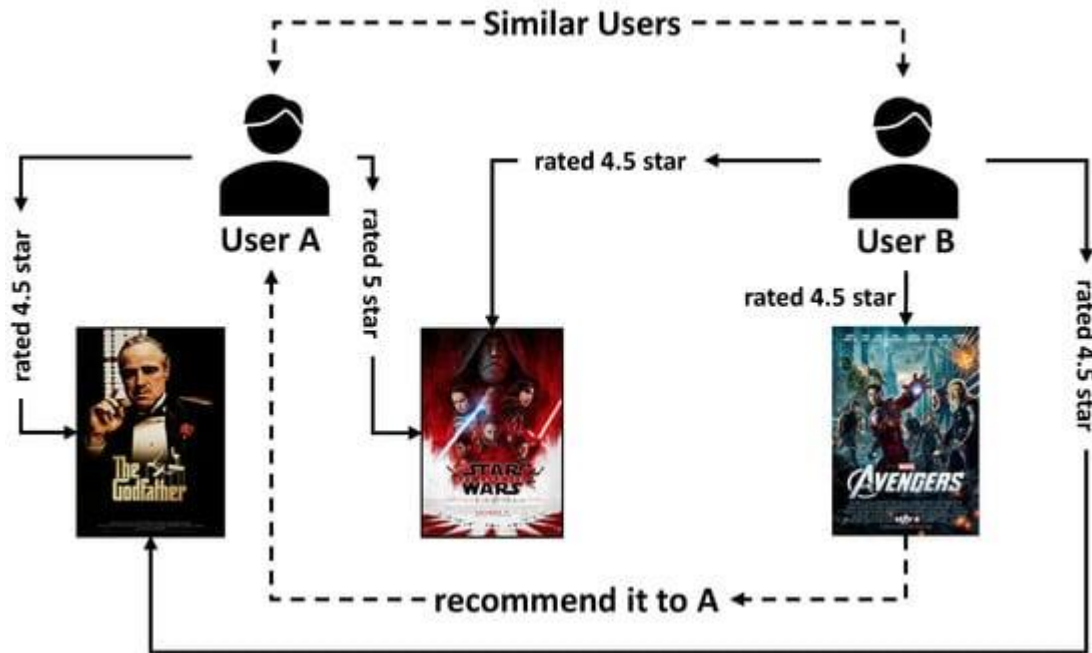 Similar Users
User A
User B
rated 4.5 star
rated 5 star
rated 4.5 star
rated 4.5 star
rated 4.5 star
The
Godfather
STAR
WARS
MARVEL
AVENGERS
recommend it to A